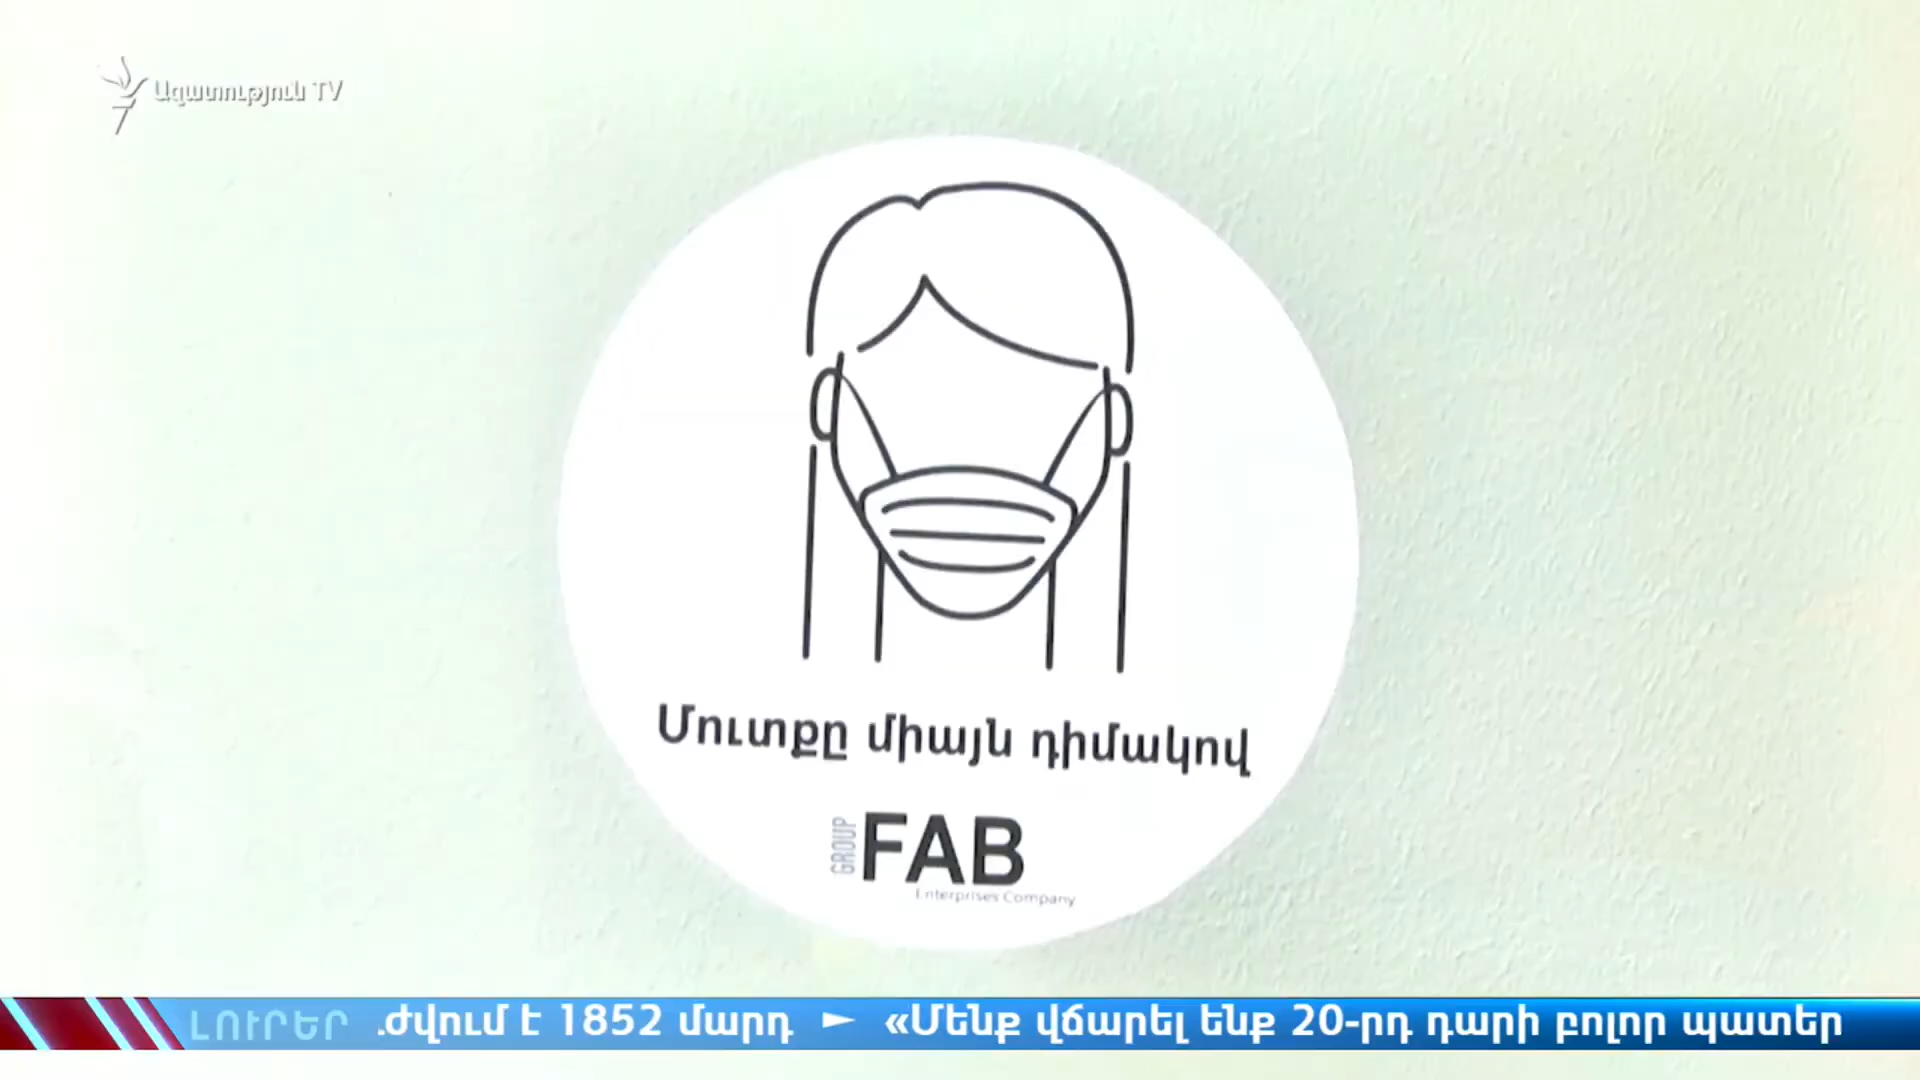 Ազատություն TV
Մուտքը միայն դիմակով
GROUP
FAB
Enterprises Company
ԼՈՒՐԵՐ .ժվում է 1852 մարդ ► «Մենք վճարել ենք 20-րդ դարի բոլոր պատեր